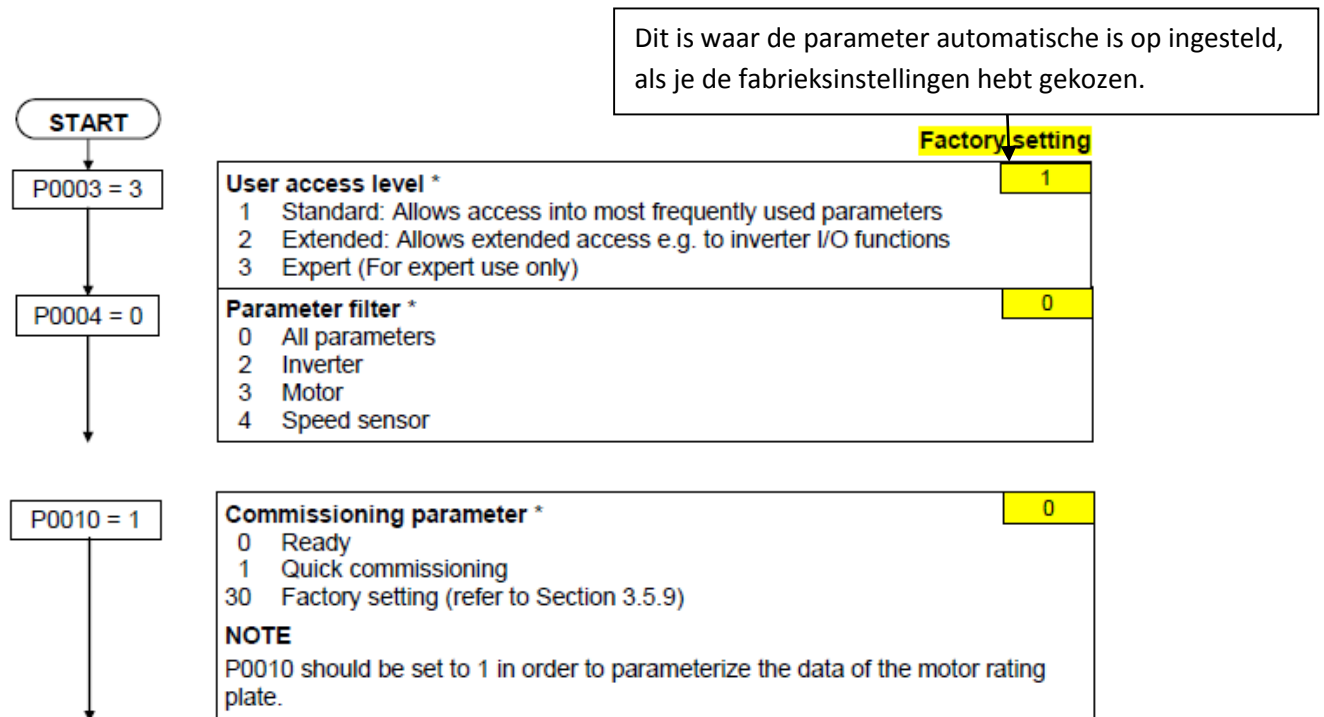 Dit is waar de parameter automatische is op ingesteld,
als je de fabrieksinstellingen hebt gekozen.
START
Factory setting
P0003 = 3
User access level *
1
1 Standard: Allows access into most frequently used parameters
2 Extended: Allows extended access e.g. to inverter I/O functions
3 Expert (For expert use only)
P0004 = 0
Parameter filter *
0
0 All parameters
2 Inverter
3 Motor
4 Speed sensor
P0010 = 1
Commissioning parameter *
0
0 Ready
1 Quick commissioning
30 Factory setting (refer to Section 3.5.9)
NOTE
P0010 should be set to 1 in order to parameterize the data of the motor rating
plate.